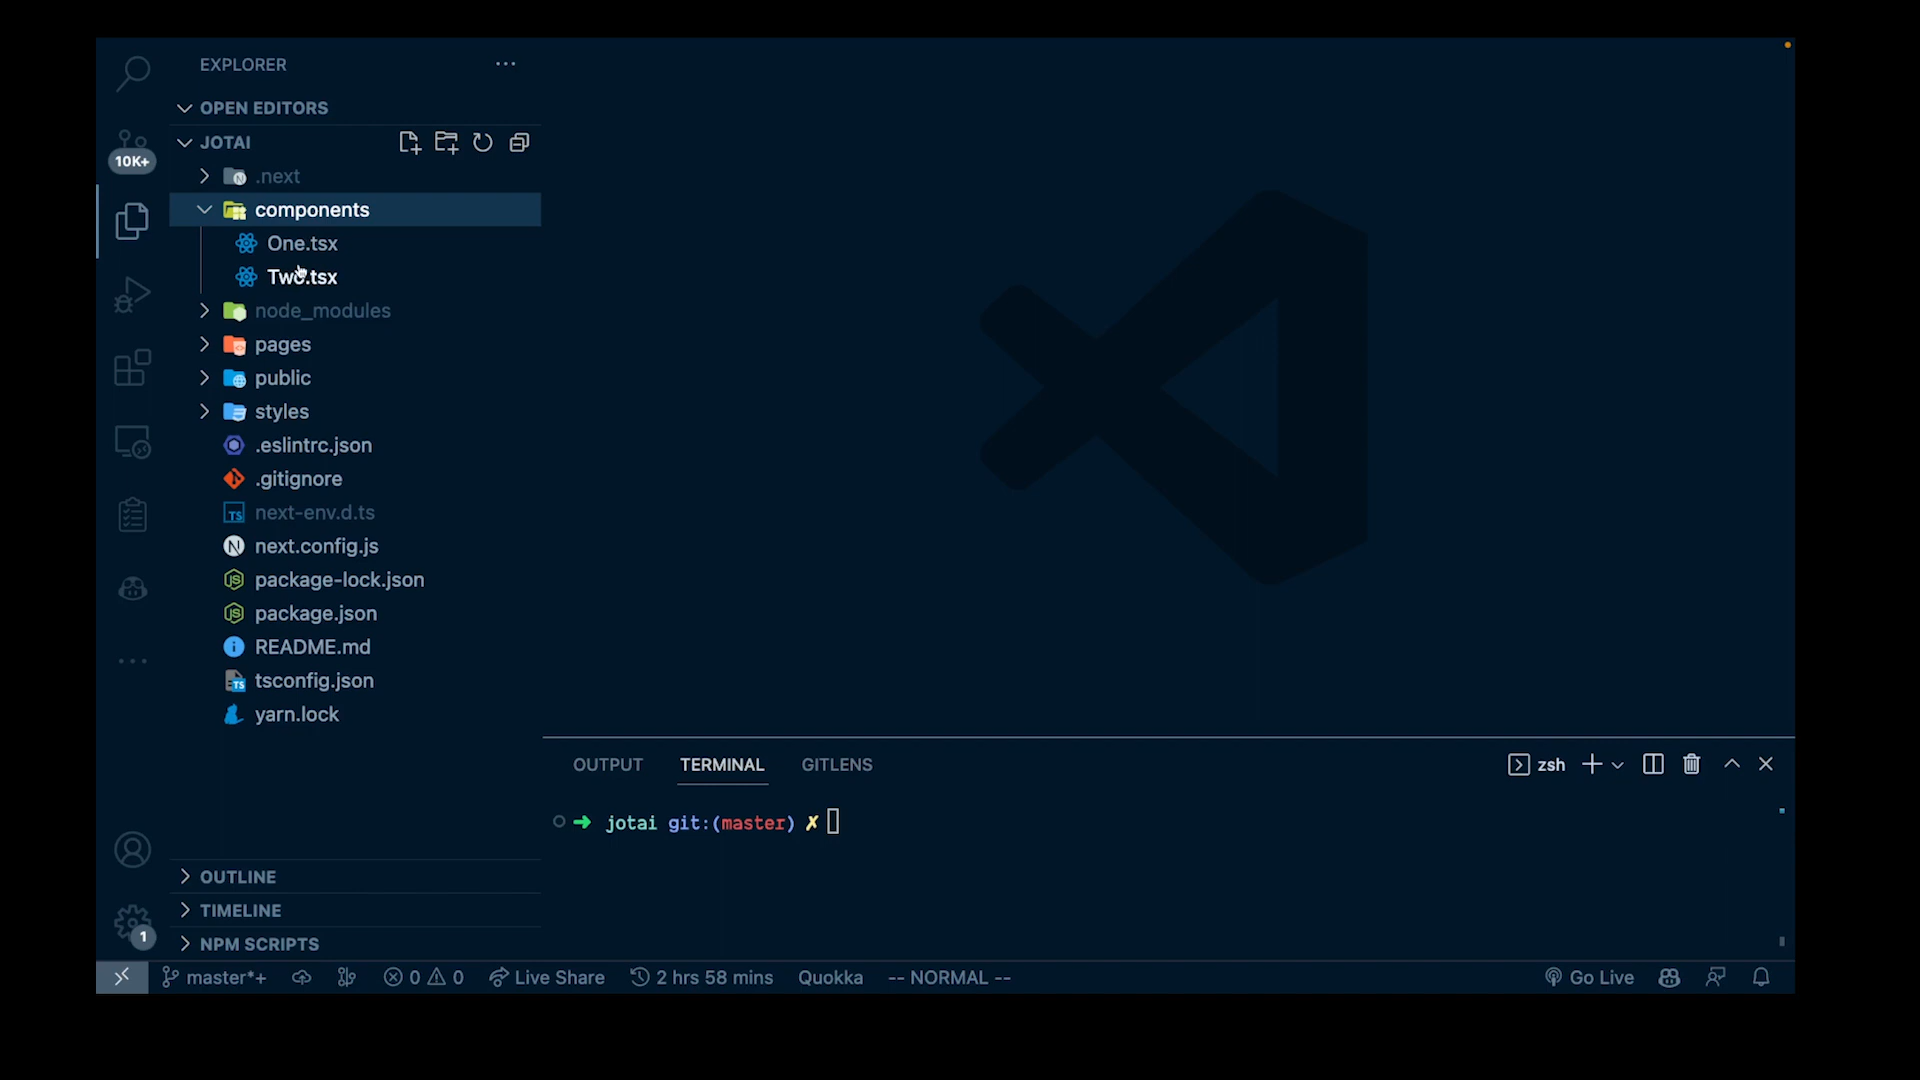 EXPLORER
OPEN EDITORS
JOTAI
10K+
.next
components
One.tsx
Two.tsx
node_modules
pages
public
styles
.eslintrc.json
.gitignore
next-env.d.ts
next.config.js
package-lock.json
package.json
README.md
tsconfig.json
yarn.lock
OUTPUT TERMINAL GITLENS
zsh
➜ jotai git:(master) ✗
OUTLINE
TIMELINE
1
NPM SCRIPTS
master*+ 0 0 Live Share 2 hrs 58 mins Quokka -- NORMAL -- Go Live